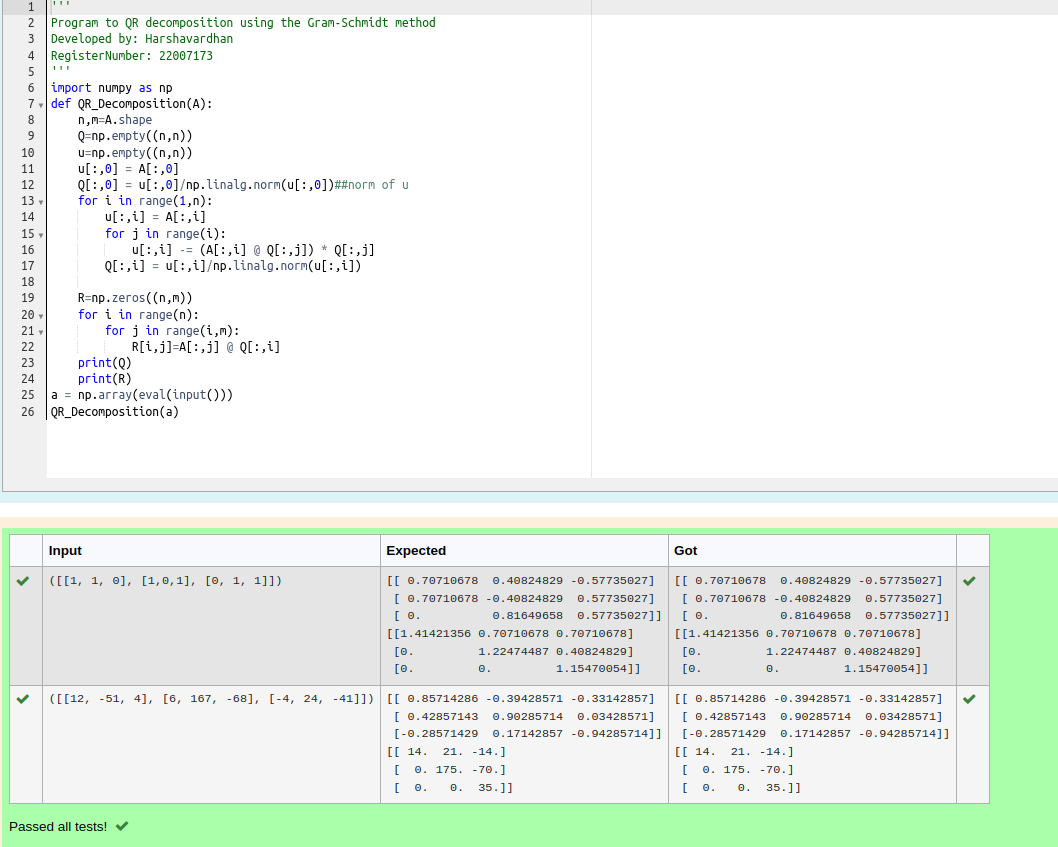 1 '''
2 Program to QR decomposition using the Gram-Schmidt method
3 Developed by: Harshavardhan
4 RegisterNumber: 22007173
5 '''
6 import numpy as np
7 def QR_Decomposition(A):
8     n,m=A.shape
9     Q=np.empty((n,n))
10     u=np.empty((n,n))
11     u[:,0] = A[:,0]
12     Q[:,0] = u[:,0]/np.linalg.norm(u[:,0])##norm of u
13     for i in range(1,n):
14         u[:,i] = A[:,i]
15         for j in range(i):
16             u[:,i] -= (A[:,i] @ Q[:,j]) * Q[:,j]
17         Q[:,i] = u[:,i]/np.linalg.norm(u[:,i])
18
19     R=np.zeros((n,m))
20     for i in range(n):
21         for j in range(i,m):
22             R[i,j]=A[:,j] @ Q[:,i]
23     print(Q)
24     print(R)
25 a = np.array(eval(input()))
26 QR_Decomposition(a)
Input Expected Got
([[1, 1, 0], [1,0,1], [0, 1, 1]]) [[ 0.70710678  0.40824829 -0.57735027] [[ 0.70710678  0.40824829 -0.57735027]
[ 0.70710678 -0.40824829  0.57735027] [ 0.70710678 -0.40824829  0.57735027]
[ 0.          0.81649658  0.57735027]] [ 0.          0.81649658  0.57735027]]
[[1.41421356 0.70710678 0.70710678] [[1.41421356 0.70710678 0.70710678]
[0.         1.22474487 0.40824829] [0.         1.22474487 0.40824829]
[0.         0.         1.15470054]] [0.         0.         1.15470054]]
([[12, -51, 4], [6, 167, -68], [-4, 24, -41]]) [[ 0.85714286 -0.39428571 -0.33142857] [[ 0.85714286 -0.39428571 -0.33142857]
[ 0.42857143  0.90285714  0.03428571] [ 0.42857143  0.90285714  0.03428571]
[-0.28571429  0.17142857 -0.94285714]] [-0.28571429  0.17142857 -0.94285714]]
[[ 14.  21. -14.] [[ 14.  21. -14.]
[  0. 175. -70.] [  0. 175. -70.]
[  0.   0.  35.]] [  0.   0.  35.]]
Passed all tests!